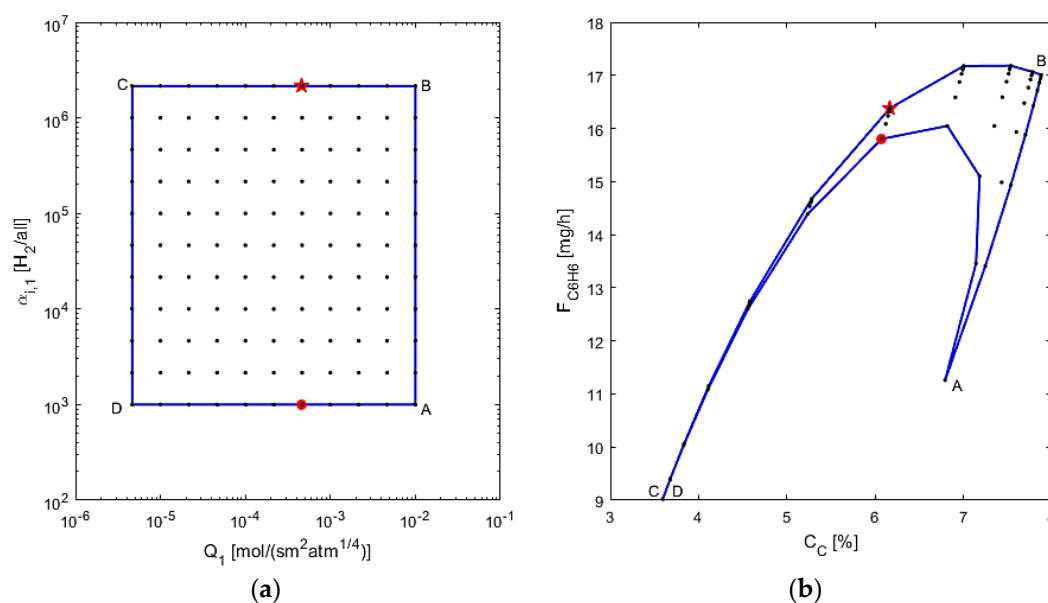 10^7
10^6
10^5
10^4
10^3
10^2
α_{i,1} [H_2/all]
C
B
D
A
10^{-6}
10^{-5}
10^{-4}
10^{-3}
10^{-2}
10^{-1}
Q_1 [mol/(sm^2atm^{1/4})]
(a)
18
17
16
15
14
13
12
11
10
9
F_{C6H6} [mg/h]
B
A
C D
3
4
5
6
7
C_C [%]
(b)